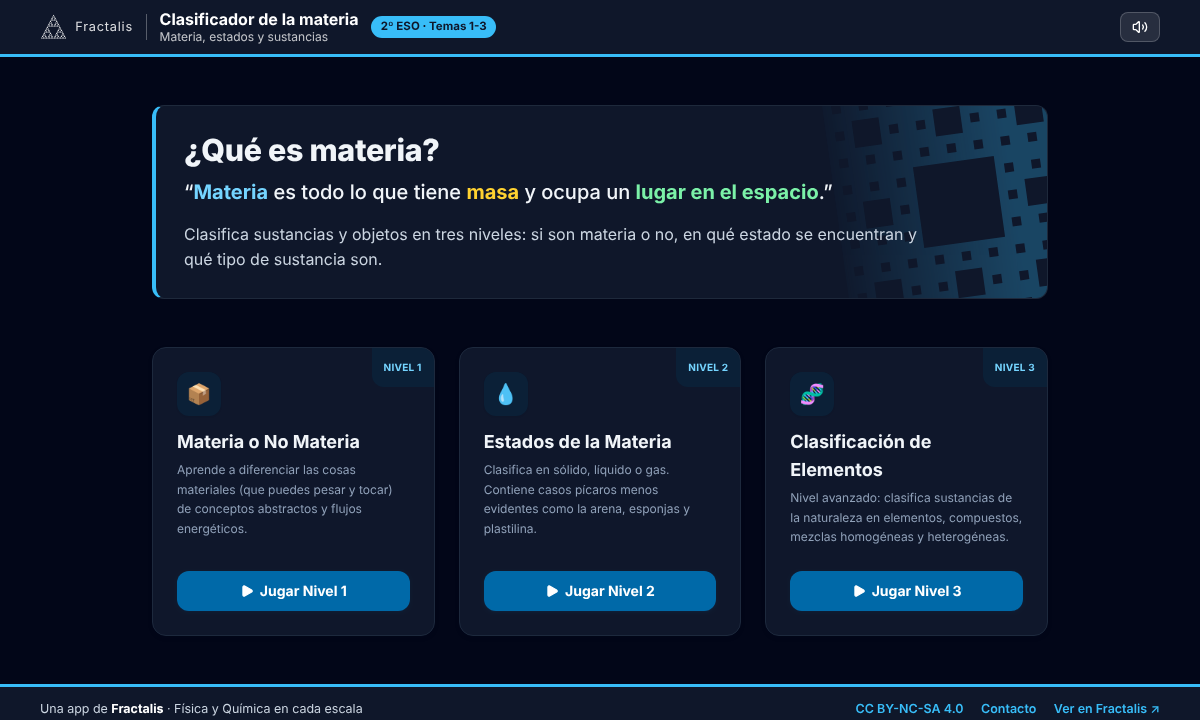 Fractalis
Clasificador de la materia
Materia, estados y sustancias
2º ESO · Temas 1-3
¿Qué es materia?
“Materia es todo lo que tiene masa y ocupa un lugar en el espacio.”
Clasifica sustancias y objetos en tres niveles: si son materia o no, en qué estado se encuentran y
qué tipo de sustancia son.
NIVEL 1
Materia o No Materia
Aprende a diferenciar las cosas
materiales (que puedes pesar y tocar)
de conceptos abstractos y flujos
energéticos.
Jugar Nivel 1
NIVEL 2
Estados de la Materia
Clasifica en sólido, líquido o gas.
Contiene casos pícaros menos
evidentes como la arena, esponjas y
plastilina.
Jugar Nivel 2
NIVEL 3
Clasificación de
Elementos
Nivel avanzado: clasifica sustancias de
la naturaleza en elementos, compuestos,
mezclas homogéneas y heterogéneas.
Jugar Nivel 3
Una app de Fractalis · Física y Química en cada escala
CC BY-NC-SA 4.0
Contacto
Ver en Fractalis ↗